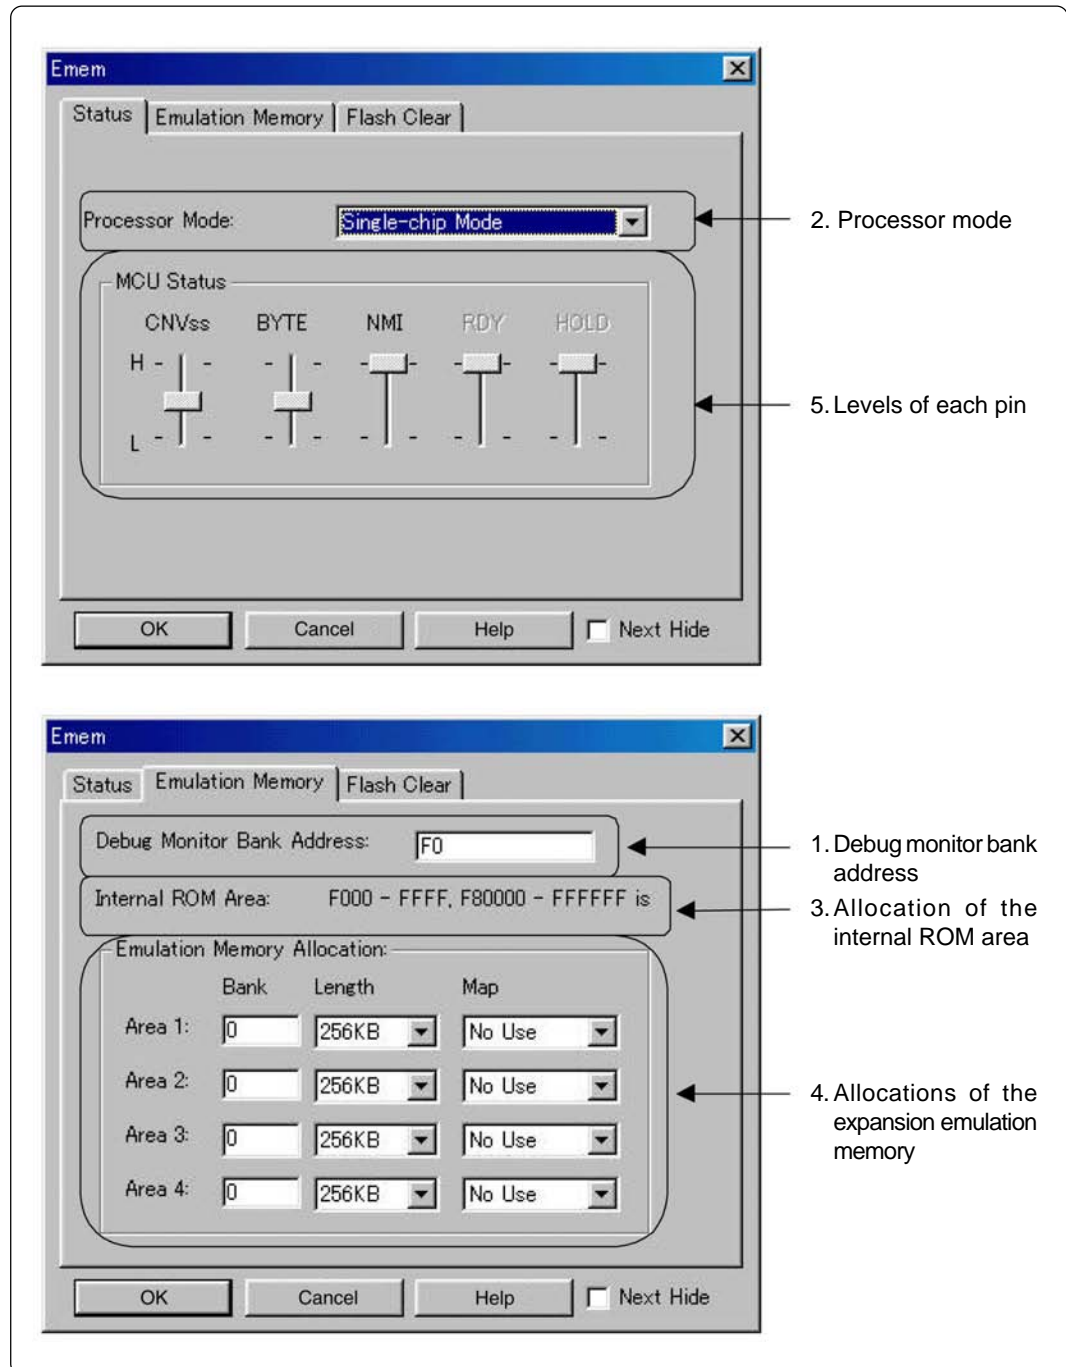 Emem
Status Emulation Memory Flash Clear
Processor Mode: Single-chip Mode
2. Processor mode
MCU Status
CNVss BYTE NMI RDY HOLD
H
L
5. Levels of each pin
OK Cancel Help Next Hide
Emem
Status Emulation Memory Flash Clear
Debug Monitor Bank Address: F0
1. Debug monitor bank
address
Internal ROM Area: F000 - FFFF, F80000 - FFFFFF is
3. Allocation of the
internal ROM area
Emulation Memory Allocation:
Bank Length Map
Area 1: 0 256KB No Use
Area 2: 0 256KB No Use
Area 3: 0 256KB No Use
Area 4: 0 256KB No Use
4. Allocations of the
expansion emulation
memory
OK Cancel Help Next Hide